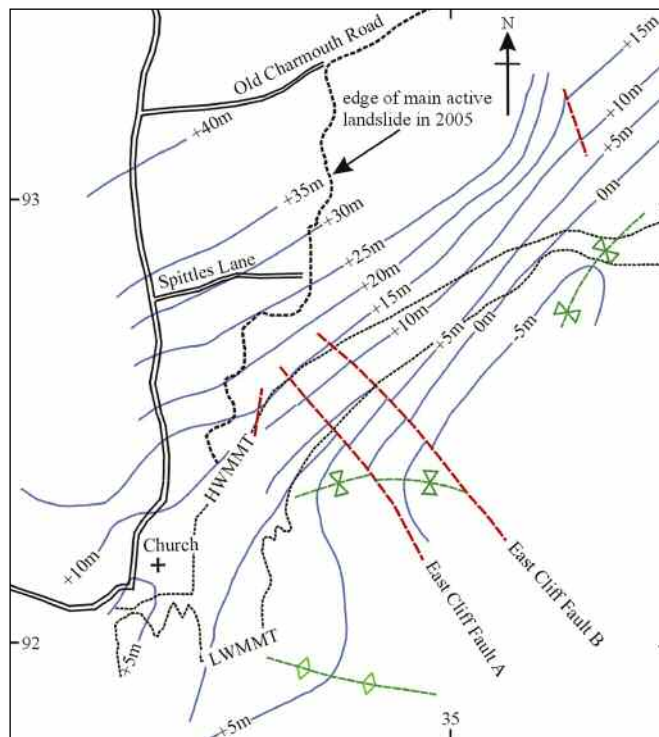 N
+15m
+10m
+5m
0m
Old Charmouth Road
edge of main active
landslide in 2005
+40m
93
+35m
+30m
+25m
+20m
+15m
+10m
+5m
0m
-5m
Spittles Lane
HWMMT
Church
+10m
+5m
East Cliff Fault B
East Cliff Fault A
92
LWMMT
+5m
35